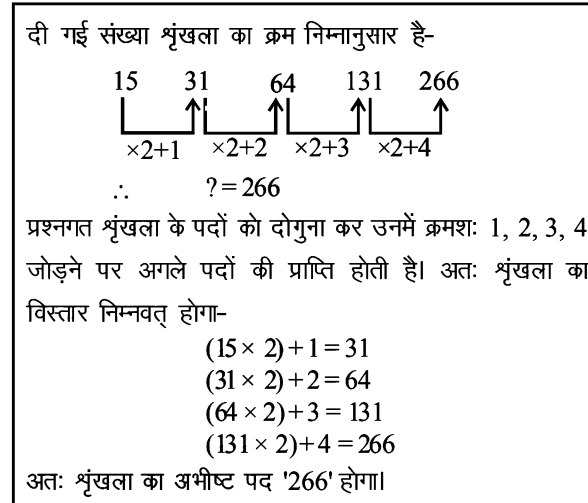 दी गई संख्या शृंखला का क्रम निम्नानुसार है-
15 31 64 131 266
×2+1 ×2+2 ×2+3 ×2+4
∴ ? = 266
प्रश्नगत शृंखला के पदों को दोगुना कर उनमें क्रमशः 1, 2, 3, 4
जोड़ने पर अगले पदों की प्राप्ति होती है। अतः शृंखला का
विस्तार निम्नवत् होगा-
(15 × 2) + 1 = 31
(31 × 2) + 2 = 64
(64 × 2) + 3 = 131
(131 × 2) + 4 = 266
अतः शृंखला का अभीष्ट पद '266' होगा।